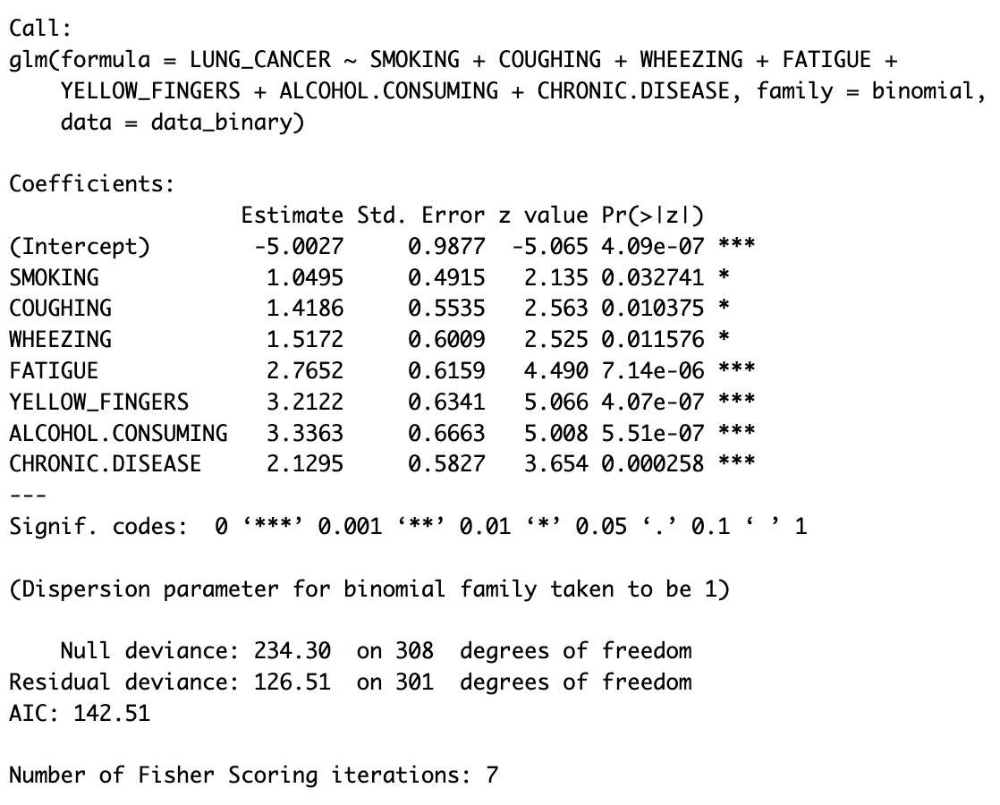 Call:
glm(formula = LUNG_CANCER ~ SMOKING + COUGHING + WHEEZING + FATIGUE +
    YELLOW_FINGERS + ALCOHOL.CONSUMING + CHRONIC.DISEASE, family = binomial,
    data = data_binary)

Coefficients:
                  Estimate Std. Error z value Pr(>|z|)
(Intercept)        -5.0027     0.9877  -5.065 4.09e-07 ***
SMOKING             1.0495     0.4915   2.135 0.032741 *
COUGHING            1.4186     0.5535   2.563 0.010375 *
WHEEZING            1.5172     0.6009   2.525 0.011576 *
FATIGUE             2.7652     0.6159   4.490 7.14e-06 ***
YELLOW_FINGERS      3.2122     0.6341   5.066 4.07e-07 ***
ALCOHOL.CONSUMING   3.3363     0.6663   5.008 5.51e-07 ***
CHRONIC.DISEASE     2.1295     0.5827   3.654 0.000258 ***
---
Signif. codes:  0 ‘***’ 0.001 ‘**’ 0.01 ‘*’ 0.05 ‘.’ 0.1 ‘ ’ 1

(Dispersion parameter for binomial family taken to be 1)

    Null deviance: 234.30  on 308  degrees of freedom
Residual deviance: 126.51  on 301  degrees of freedom
AIC: 142.51

Number of Fisher Scoring iterations: 7